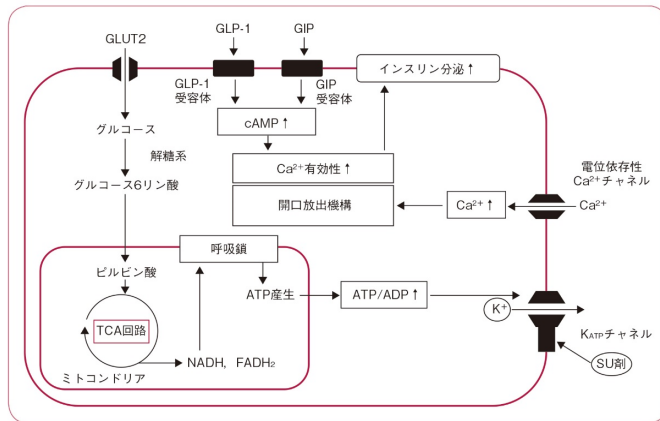 GLUT2
GLP-1
GIP
インスリン分泌↑
GLP-1
受容体
GIP
受容体
グルコース
cAMP↑
解糖系
Ca²⁺有効性↑
電位依存性
Ca²⁺チャネル
グルコース6リン酸
開口放出機構
Ca²⁺↑
Ca²⁺
呼吸鎖
ピルビン酸
ATP産生
ATP/ADP↑
K⁺
TCA回路
KATPチャネル
NADH, FADH₂
ミトコンドリア
SU剤